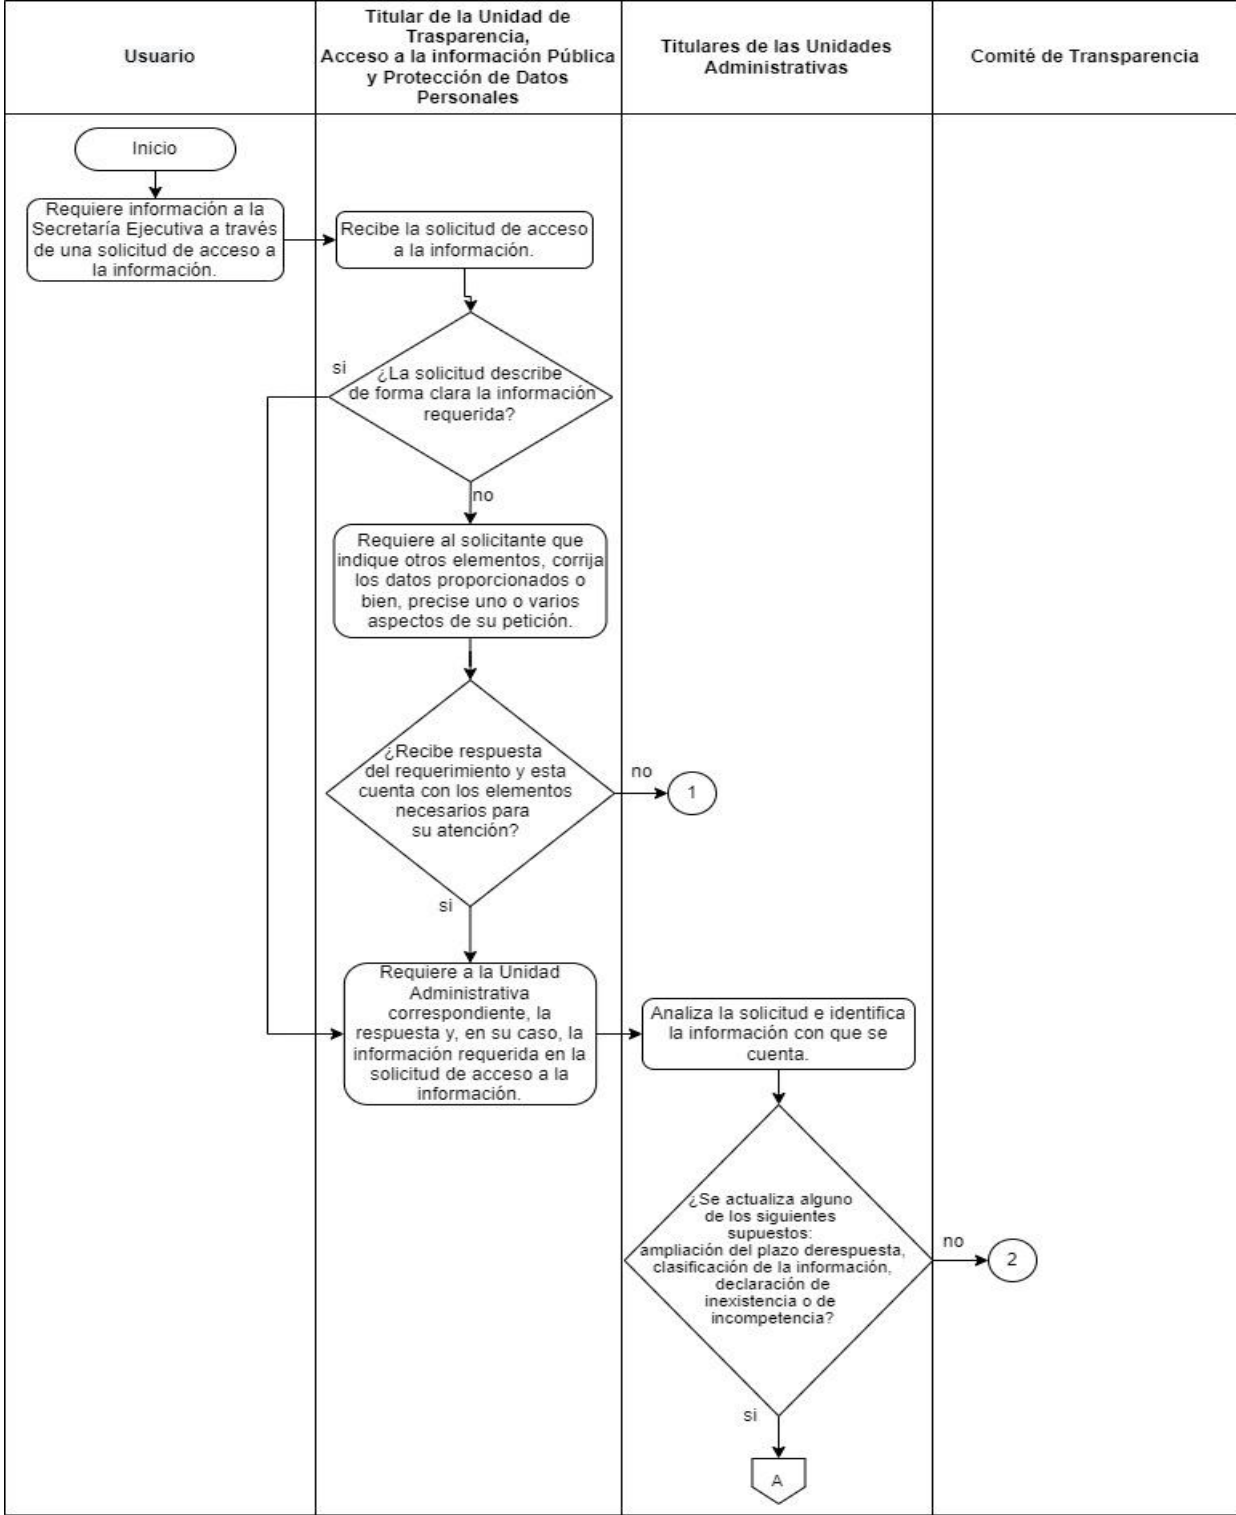 Usuario
Titular de la Unidad de
Trasparencia,
Acceso a la información Pública
y Protección de Datos
Personales
Titulares de las Unidades
Administrativas
Comité de Transparencia
Inicio
Requiere información a la
Secretaría Ejecutiva a través
de una solicitud de acceso a
la información.
Recibe la solicitud de acceso
a la información.
si
¿La solicitud describe
de forma clara la información
requerida?
no
Requiere al solicitante que
indique otros elementos, corrija
los datos proporcionados o
bien, precise uno o varios
aspectos de su petición.
¿Recibe respuesta
del requerimiento y esta
cuenta con los elementos
necesarios para
su atención?
no
1
si
Requiere a la Unidad
Administrativa
correspondiente, la
respuesta y, en su caso, la
información requerida en la
solicitud de acceso a la
información.
Analiza la solicitud e identifica
la información con que se
cuenta.
¿Se actualiza alguno
de los siguientes
supuestos:
ampliación del plazo derespuesta,
clasificación de la información,
declaración de
inexistencia o de
incompetencia?
no
2
si
A